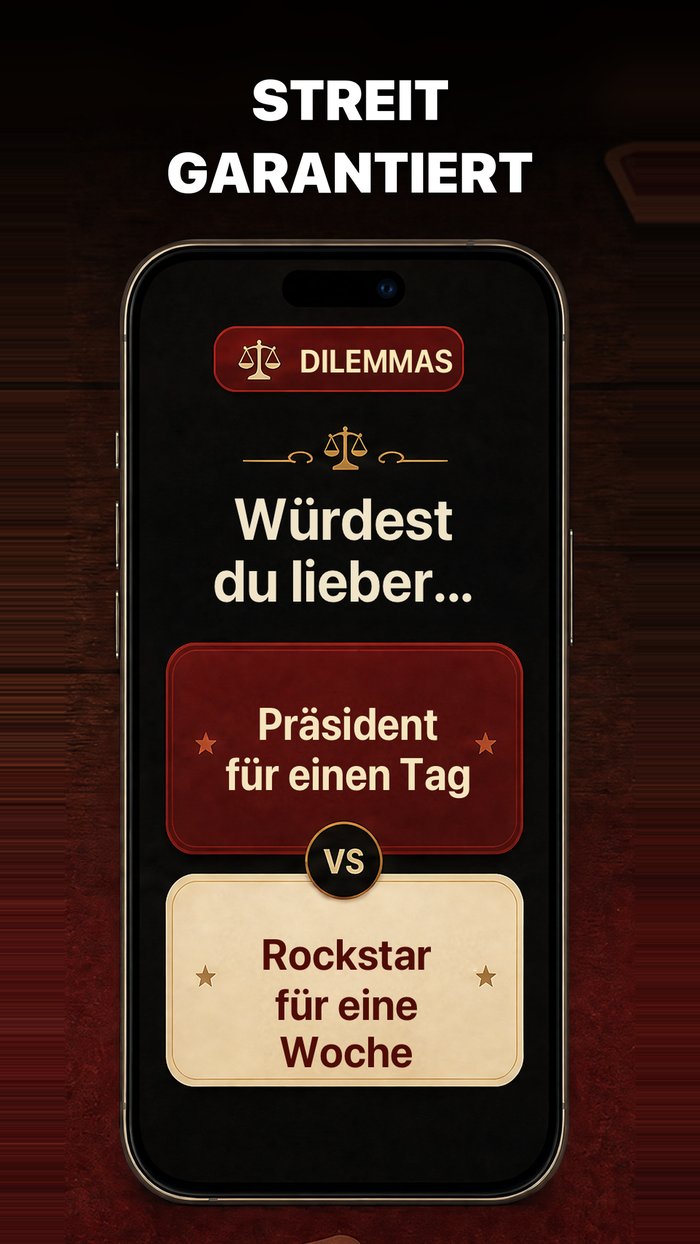 STREIT
GARANTIERT
DILEMMAS
Würdest
du lieber...
Präsident
für einen Tag
VS
Rockstar
für eine
Woche